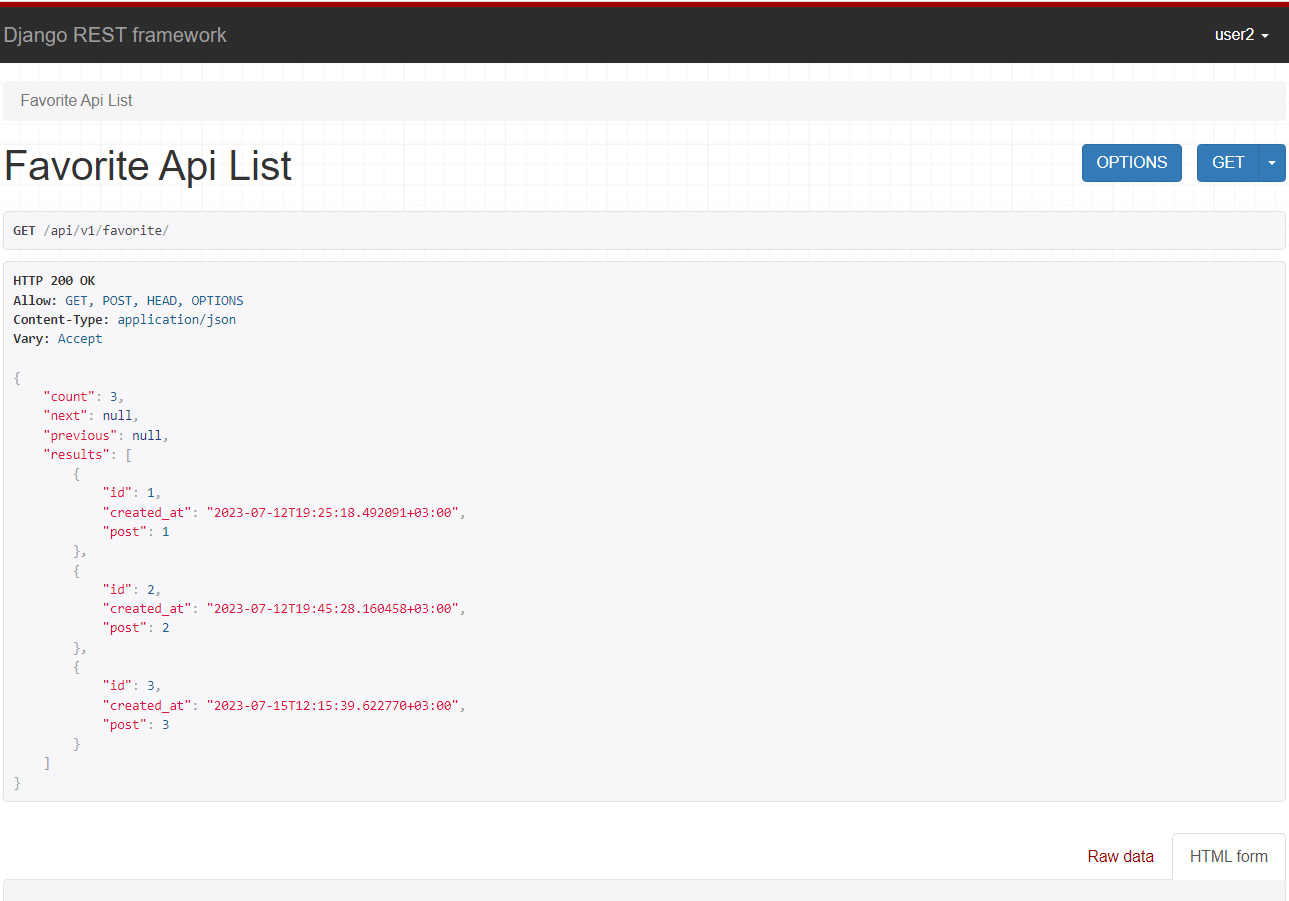 Django REST framework
user2
Favorite Api List
Favorite Api List
OPTIONS
GET
GET /api/v1/favorite/
HTTP 200 OK
Allow: GET, POST, HEAD, OPTIONS
Content-Type: application/json
Vary: Accept
{
    "count": 3,
    "next": null,
    "previous": null,
    "results": [
        {
            "id": 1,
            "created_at": "2023-07-12T19:25:18.492091+03:00",
            "post": 1
        },
        {
            "id": 2,
            "created_at": "2023-07-12T19:45:28.160458+03:00",
            "post": 2
        },
        {
            "id": 3,
            "created_at": "2023-07-15T12:15:39.622770+03:00",
            "post": 3
        }
    ]
}
Raw data
HTML form